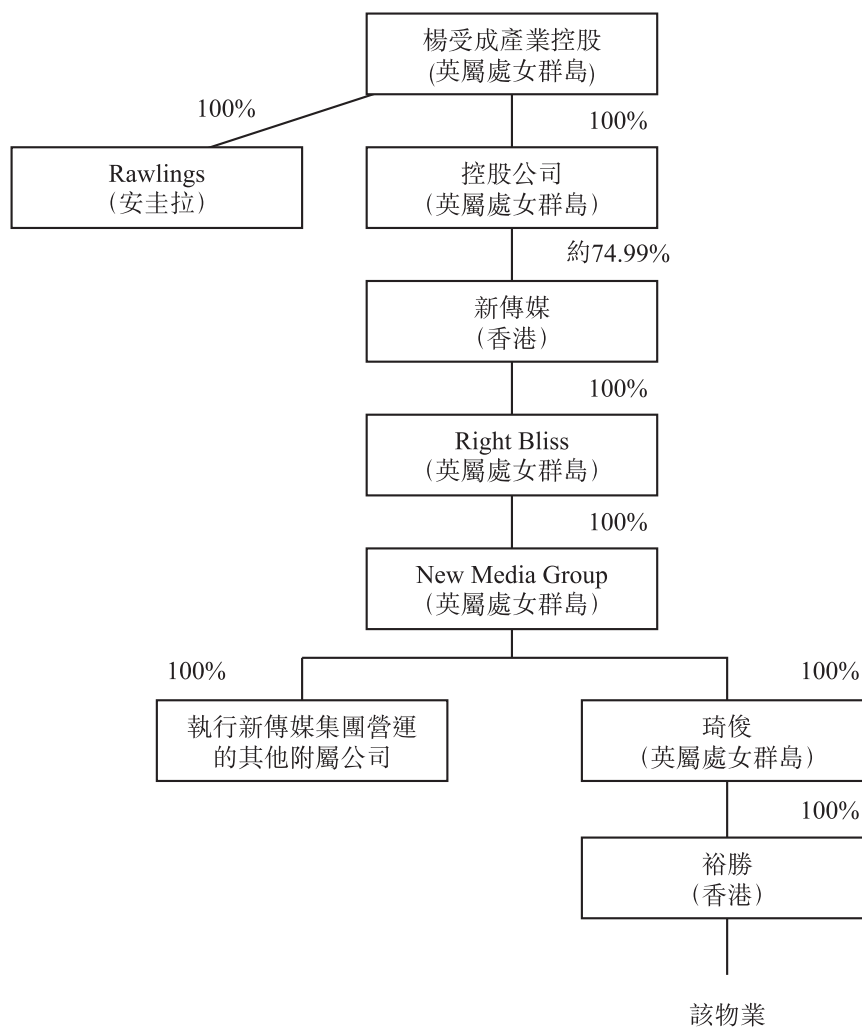 楊受成產業控股
(英屬處女群島)
100%
100%
Rawlings
(安圭拉)
控股公司
(英屬處女群島)
約74.99%
新傳媒
(香港)
100%
Right Bliss
(英屬處女群島)
100%
New Media Group
(英屬處女群島)
100%
100%
執行新傳媒集團營運
的其他附屬公司
琦俊
(英屬處女群島)
100%
裕勝
(香港)
該物業